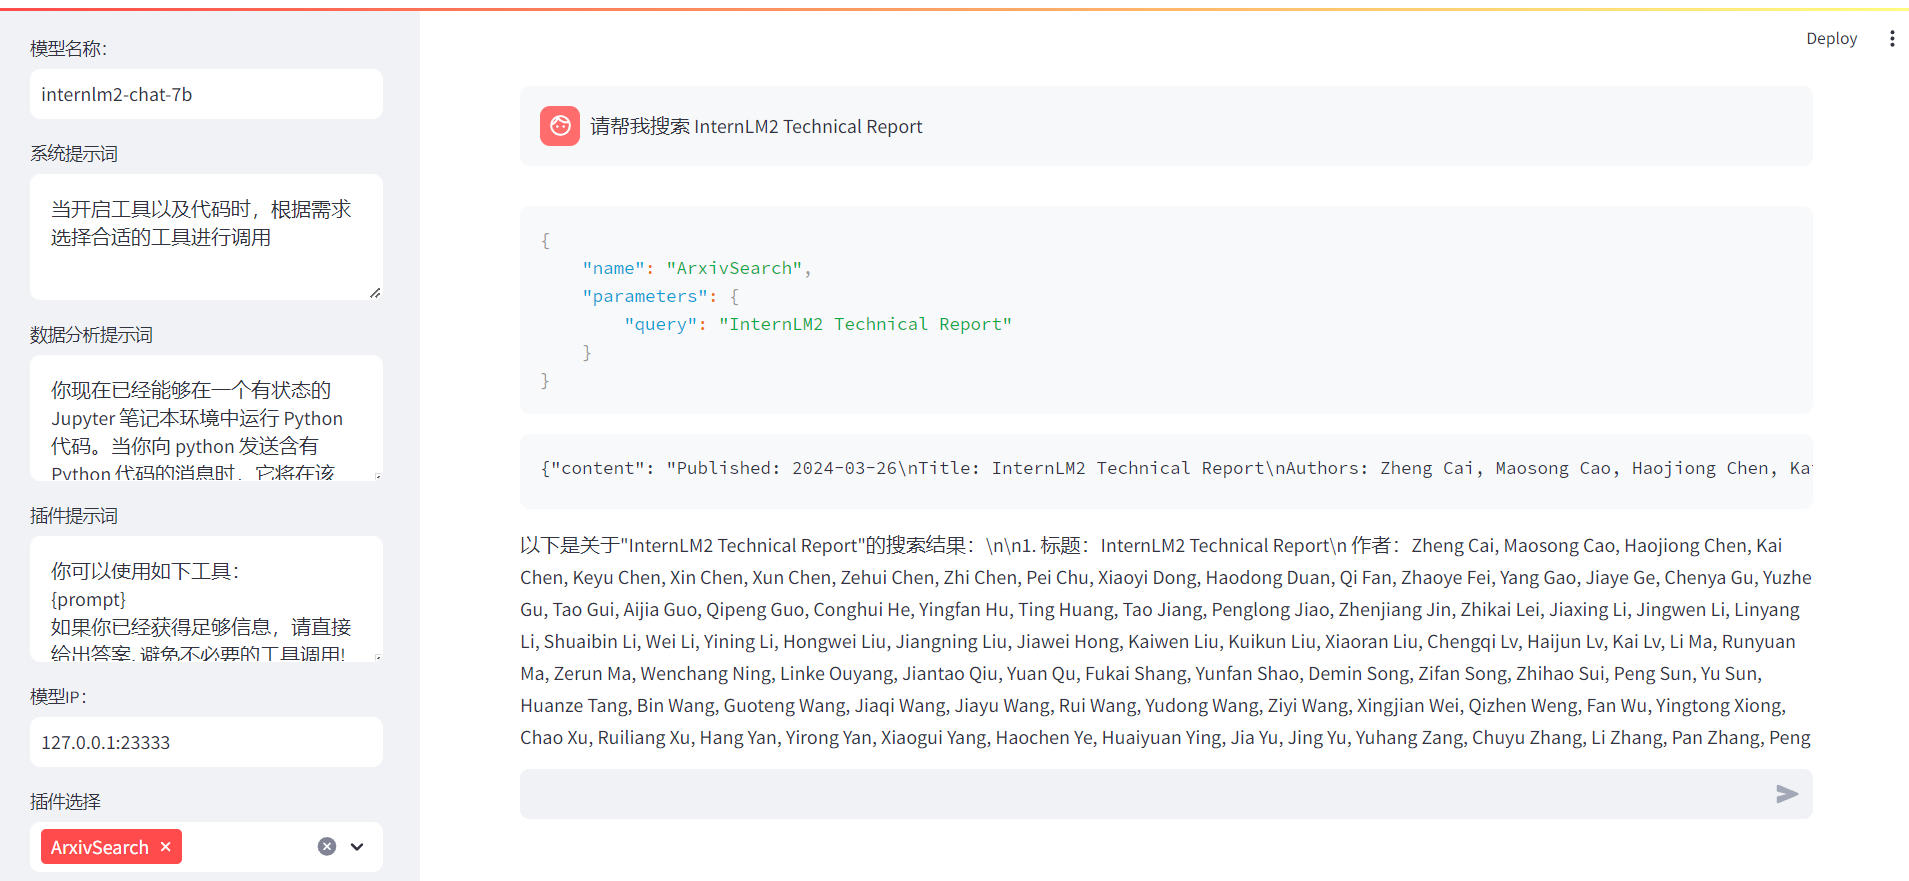 模型名称：
internlm2-chat-7b
系统提示词
当开启工具以及代码时，根据需求
选择合适的工具进行调用
数据分析提示词
你现在已经能够在一个有状态的
Jupyter 笔记本环境中运行 Python
代码。当你向 python 发送含有
Python 代码的消息时，它将在该
插件提示词
你可以使用如下工具：
{prompt}
如果你已经获得足够信息，请直接
给出答案. 避免不必要的工具调用!
模型IP：
127.0.0.1:23333
插件选择
ArxivSearch
Deploy
请帮我搜索 InternLM2 Technical Report
{
"name": "ArxivSearch",
"parameters": {
"query": "InternLM2 Technical Report"
}
}
{"content": "Published: 2024-03-26\nTitle: InternLM2 Technical Report\nAuthors: Zheng Cai, Maosong Cao, Haojiong Chen,
以下是关于"InternLM2 Technical Report"的搜索结果：\n\n1. 标题：InternLM2 Technical Report\n 作者：Zheng Cai, Maosong Cao, Haojiong Chen, Kai
Chen, Keyu Chen, Xin Chen, Xun Chen, Zehui Chen, Zhi Chen, Pei Chu, Xiaoyi Dong, Haodong Duan, Qi Fan, Zhaoye Fei, Yang Gao, Jiaye Ge, Chenya Gu, Yuzhe
Gu, Tao Gui, Aijia Guo, Qipeng Guo, Conghui He, Yingfan Hu, Ting Huang, Tao Jiang, Penglong Jiao, Zhenjiang Jin, Zhikai Lei, Jiaxing Li, Jingwen Li, Linyang
Li, Shuaibin Li, Wei Li, Yining Li, Hongwei Liu, Jiangning Liu, Jiawei Hong, Kaiwen Liu, Kuikun Liu, Xiaoran Liu, Chengqi Lv, Haijun Lv, Kai Lv, Li Ma, Runyuan
Ma, Zerun Ma, Wenchang Ning, Linke Ouyang, Jiantao Qiu, Yuan Qu, Fukai Shang, Yunfan Shao, Demin Song, Zifan Song, Zhihao Sui, Peng Sun, Yu Sun,
Huanze Tang, Bin Wang, Guoteng Wang, Jiaqi Wang, Jiayu Wang, Rui Wang, Yudong Wang, Ziyi Wang, Xingjian Wei, Qizhen Weng, Fan Wu, Yingtong Xiong,
Chao Xu, Ruiliang Xu, Hang Yan, Yirong Yan, Xiaogui Yang, Haochen Ye, Huaiyuan Ying, Jia Yu, Jing Yu, Yuhang Zang, Chuyu Zhang, Li Zhang, Pan Zhang, Peng